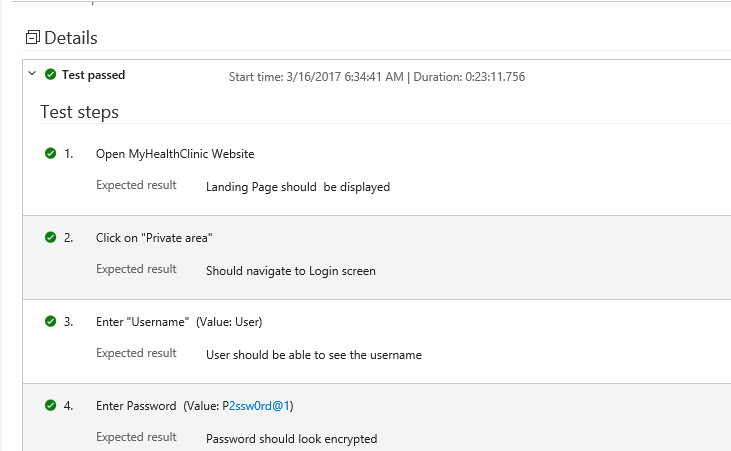 Details
Test passed Start time: 3/16/2017 6:34:41 AM | Duration: 0:23:11.756
Test steps
1. Open MyHealthClinic Website
Expected result Landing Page should be displayed
2. Click on "Private area"
Expected result Should navigate to Login screen
3. Enter "Username" (Value: User)
Expected result User should be able to see the username
4. Enter Password (Value: P2ssw0rd@1)
Expected result Password should look encrypted